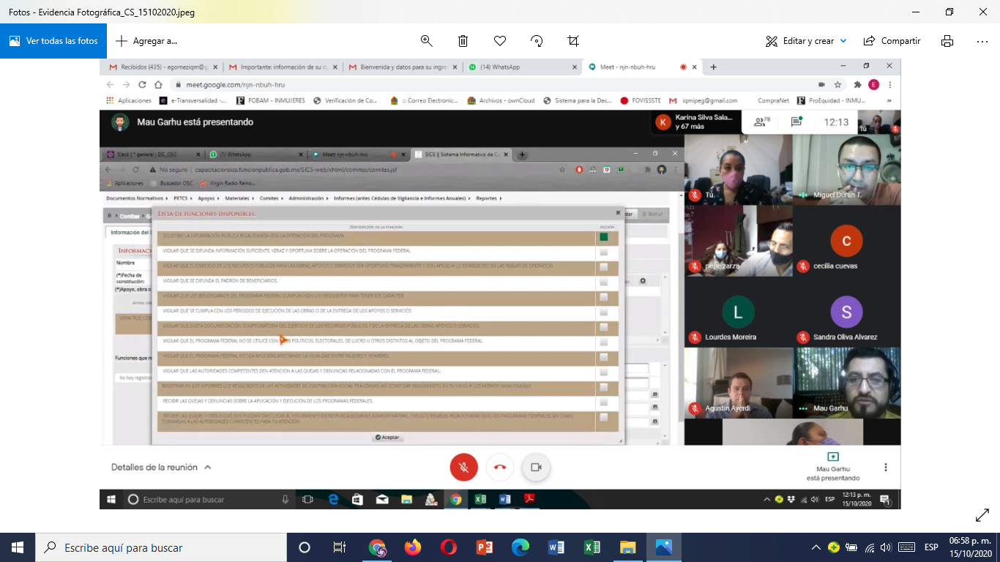 Fotos - Evidencia Fotográfica_CS_15102020.jpeg
Ver todas las fotos
Agregar a...
Editar y crear
Compartir
Recibidos (435) - egomeziqm@g
Importante: información de su c
Bienvenida y datos para su ingre
(14) WhatsApp
Meet - njn-nbuh-hru
meet.google.com/njn-nbuh-hru
E
Aplicaciones
e-Transversalidad -...
FOBAM - INMUJERES
Verificación de Co...
:: Correo Electronic...
Archivos - ownCloud
Sistema para la Dec...
FOVISSSTE
iqmipeg@gmail.com
CompraNet
ProEquidad - INMU...
»
Mau Garhu está presentando
K
Karina Silva Sala...
y 67 más
78
12:13
Tú
Slack | * general | DG_OSC
(1) WhatsApp
Meet: njn-nbuh-hru
SICS || Sistema Informático de Co
No seguro
capacitacionsics.funcionpublica.gob.mx/SICS-web/xhtml/comites/comites.jsf
Aplicaciones
Buscador OSC
Virgin Radio Reino...
Documentos Normativos
PETCS
Apoyos
Materiales
Comites
Administración
Informes (antes Cédulas de Vigilancia e Informes Anuales)
Reportes
Comités
Información del C
Informaci
Nombre
(*)Fecha de
constitución:
(*)Apoyo, obra o
Funciones que re
No hay registros
dar
Borrar
Lista de funciones disponibles.
Descripción de la función.
Acción
SOLICITAR LA INFORMACIÓN PÚBLICA RELACIONADA CON LA OPERACIÓN DEL PROGRAMA.
VIGILAR QUE SE DIFUNDA INFORMACIÓN SUFICIENTE, VERAZ Y OPORTUNA SOBRE LA OPERACIÓN DEL PROGRAMA FEDERAL.
VIGILAR QUE EL EJERCICIO DE LOS RECURSOS PÚBLICOS PARA LAS OBRAS, APOYOS O SERVICIOS SEA OPORTUNO, TRANSPARENTE Y CON APEGO A LO ESTABLECIDO EN LAS REGLAS DE OPERACIÓN
VIGILAR QUE SE DIFUNDA EL PADRÓN DE BENEFICIARIOS.
VIGILAR QUE LOS BENEFICIARIOS DEL PROGRAMA FEDERAL CUMPLAN CON LOS REQUISITOS PARA TENER ESE CARÁCTER.
VIGILAR QUE SE CUMPLA CON LOS PERIODOS DE EJECUCIÓN DE LAS OBRAS O DE LA ENTREGA DE LOS APOYOS O SERVICIOS
VIGILAR QUE EXISTA DOCUMENTACIÓN COMPROBATORIA DEL EJERCICIO DE LOS RECURSOS PÚBLICOS Y DE LA ENTREGA DE LAS OBRAS, APOYOS O SERVICIOS.
VIGILAR QUE EL PROGRAMA FEDERAL NO SE UTILICE CON POLÍTICOS, ELECTORALES, DE LUCRO U OTROS DISTINTOS AL OBJETO DEL PROGRAMA FEDERAL
VIGILAR QUE EL PROGRAMA FEDERAL NO SEA APLICADO AFECTANDO LA IGUALDAD ENTRE MUJERES Y HOMBRES.
VIGILAR QUE LAS AUTORIDADES COMPETENTES DEN ATENCIÓN A LAS QUEJAS Y DENUNCIAS RELACIONADAS CON EL PROGRAMA FEDERAL.
REGISTRAR EN LOS INFORMES LOS RESULTADOS DE LAS ACTIVIDADES DE CONTRALORÍA SOCIAL REALIZADAS, ASÍ COMO DAR SEGUIMIENTO, EN SU CASO, A LOS MISMOS (antes Cédulas)
RECIBIR LAS QUEJAS Y DENUNCIAS SOBRE LA APLICACIÓN Y EJECUCIÓN DE LOS PROGRAMAS FEDERALES.
RECIBIR LAS QUEJAS Y DENUNCIAS QUE PUEDAN DAR LUGAR AL FINCAMIENTO DE RESPONSABILIDADES ADMINISTRATIVAS, CIVILES O PENALES RELACIONADAS CON LOS PROGRAMAS FEDERALES, ASÍ COMO
TURNARLAS A LAS AUTORIDADES COMPETENTES PARA SU ATENCIÓN
Aceptar
Tú
Miguel Duran T.
pepe zarza
C
cecilia cuevas
L
Lourdes Moreira
S
Sandra Oliva Alvarez
Agustin Ayerdi
Mau Garhu
Detalles de la reunión
Mau Garhu
está presentando
Escribe aquí para buscar
ESP
12:13 p. m.
15/10/2020
1
Escribe aquí para buscar
ESP
06:58 p. m.
15/10/2020